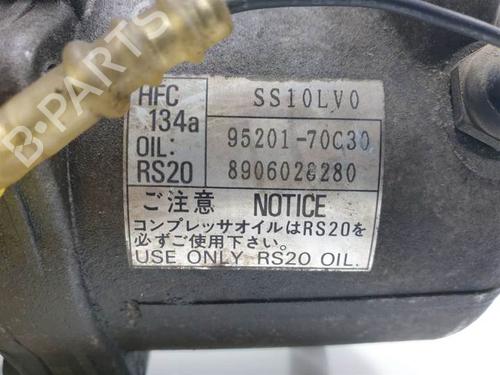 B-PARTS
HFC 134a
SS10LV0
OIL: RS20
95201-70C30
8906026280
ご注意 NOTICE
コンプレッサオイルはRS20を
必ずご使用下さい。
USE ONLY RS20 OIL.